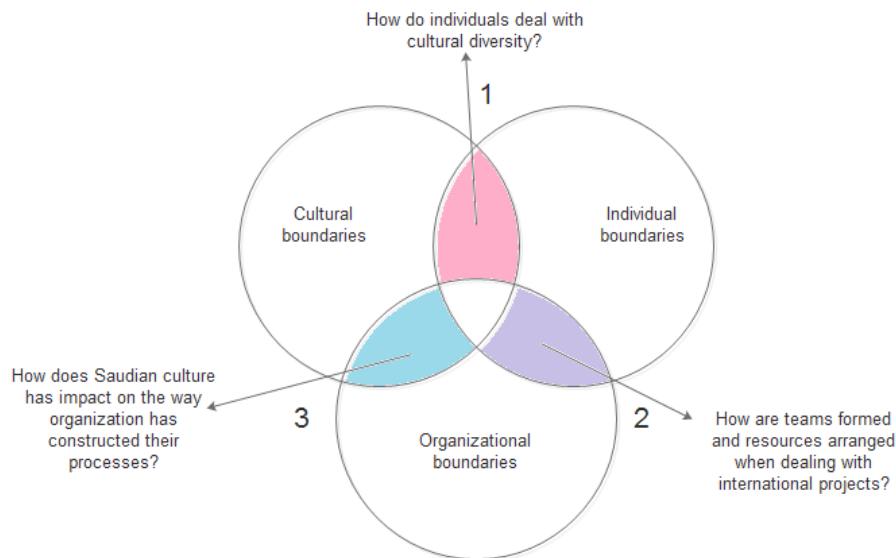 How do individuals deal with
cultural diversity?
1
Cultural
boundaries
Individual
boundaries
How does Saudian culture
has impact on the way
organization has
constructed their
processes?
3
Organizational
boundaries
2
How are teams formed
and resources arranged
when dealing with
international projects?